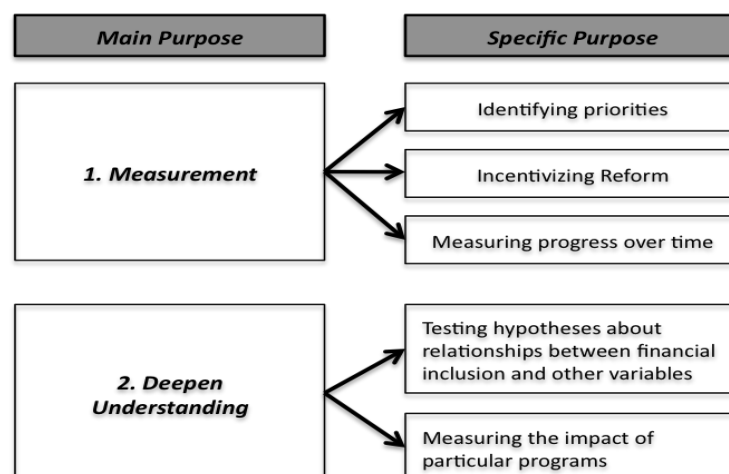 Main Purpose
Specific Purpose
1. Measurement
Identifying priorities
Incentivizing Reform
Measuring progress over time
2. Deepen
Understanding
Testing hypotheses about
relationships between financial
inclusion and other variables
Measuring the impact of
particular programs